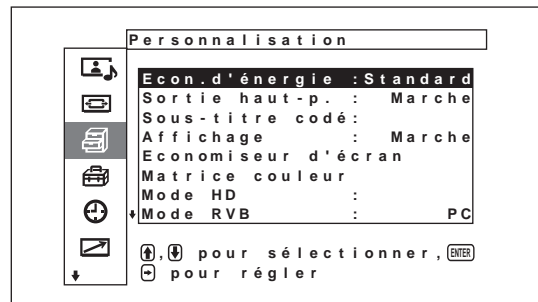 Personnalisation
Econ.d'énergie :Standard
Sortie haut-p. : Marche
Sous-titre codé:
Affichage : Marche
Economiseur d'écran
Matrice couleur
Mode HD :
Mode RVB : PC
, pour sélectionner, ENTER
pour régler